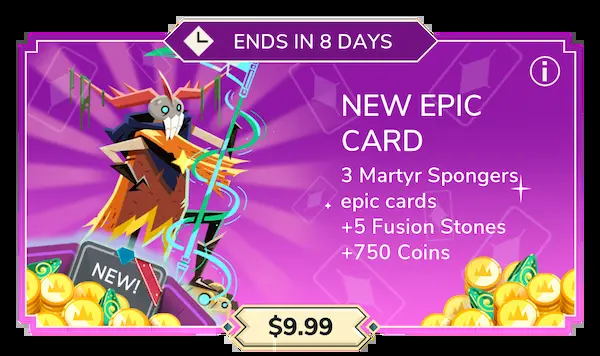 ENDS IN 8 DAYS
NEW EPIC
CARD
3 Martyr Spongers
epic cards
+5 Fusion Stones
+750 Coins
NEW!
$9.99